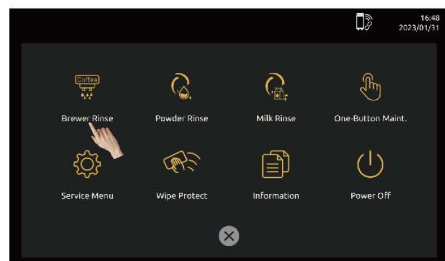 16:48
2023/01/31
Coffee
Brewer Rinse
Powder Rinse
Milk Rinse
One-Button Maint.
Service Menu
Wipe Protect
Information
Power Off